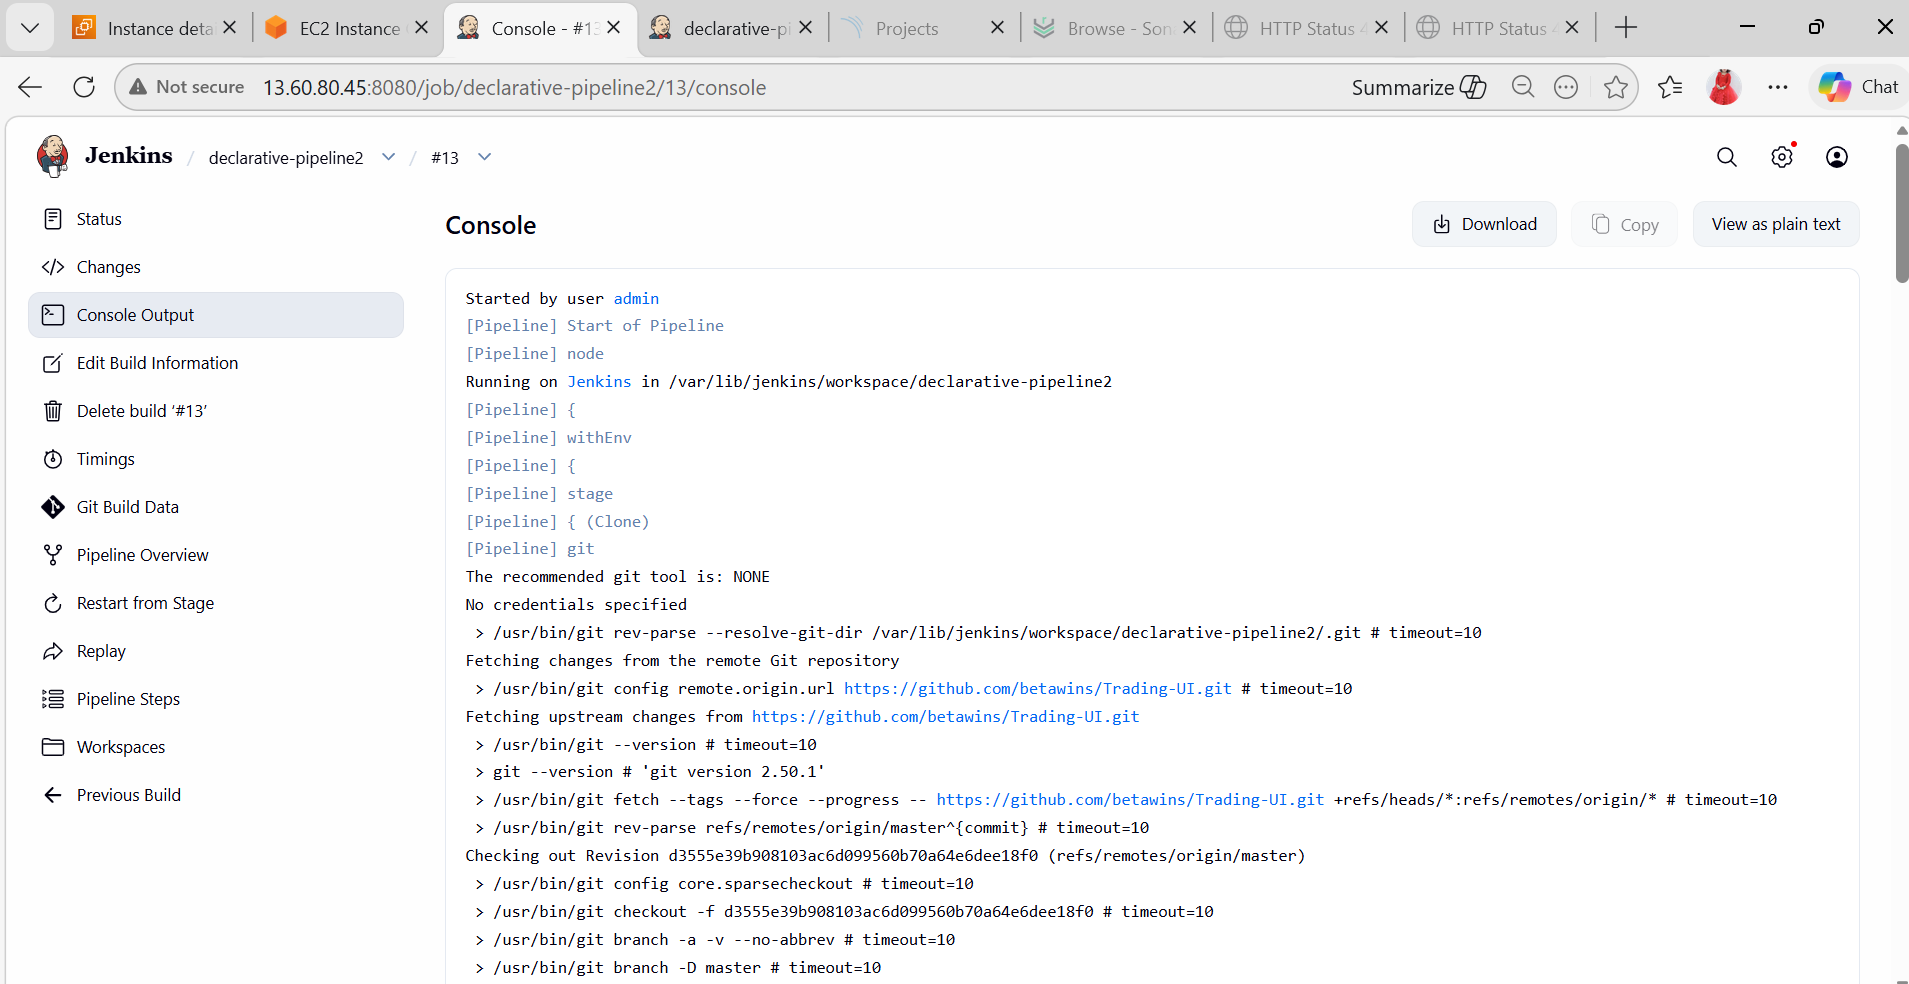 Instance deta
EC2 Instance
Console - #13
declarative-pi
Projects
Browse - Son
HTTP Status 4
HTTP Status
Not secure 13.60.80.45:8080/job/declarative-pipeline2/13/console
Summarize
Chat
Jenkins / declarative-pipeline2 / #13
Status
Changes
Console Output
Edit Build Information
Delete build ‘#13’
Timings
Git Build Data
Pipeline Overview
Restart from Stage
Replay
Pipeline Steps
Workspaces
Previous Build
Console
Download
Copy
View as plain text
Started by user admin
[Pipeline] Start of Pipeline
[Pipeline] node
Running on Jenkins in /var/lib/jenkins/workspace/declarative-pipeline2
[Pipeline] {
[Pipeline] withEnv
[Pipeline] {
[Pipeline] stage
[Pipeline] { (Clone)
[Pipeline] git
The recommended git tool is: NONE
No credentials specified
> /usr/bin/git rev-parse --resolve-git-dir /var/lib/jenkins/workspace/declarative-pipeline2/.git # timeout=10
Fetching changes from the remote Git repository
> /usr/bin/git config remote.origin.url https://github.com/betawins/Trading-UI.git # timeout=10
Fetching upstream changes from https://github.com/betawins/Trading-UI.git
> /usr/bin/git --version # timeout=10
> git --version # 'git version 2.50.1'
> /usr/bin/git fetch --tags --force --progress -- https://github.com/betawins/Trading-UI.git +refs/heads/*:refs/remotes/origin/* # timeout=10
> /usr/bin/git rev-parse refs/remotes/origin/master^{commit} # timeout=10
Checking out Revision d3555e39b908103ac6d099560b70a64e6dee18f0 (refs/remotes/origin/master)
> /usr/bin/git config core.sparsecheckout # timeout=10
> /usr/bin/git checkout -f d3555e39b908103ac6d099560b70a64e6dee18f0 # timeout=10
> /usr/bin/git branch -a -v --no-abbrev # timeout=10
> /usr/bin/git branch -D master # timeout=10